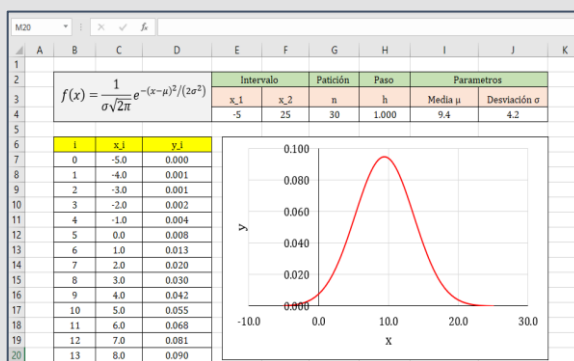 M20 fx
A B C D E F G H I J K
1
2 Intervalo Patición Paso Parametros
f(x) = 1/(σ√2π) e^−(x−μ)²/(2σ²)
3 x_1 x_2 n h Media μ Desviación σ
4 -5 25 30 1.000 9.4 4.2
5
6 i x_i y_i
7 0 -5.0 0.000
8 1 -4.0 0.001
9 2 -3.0 0.001
10 3 -2.0 0.002
11 4 -1.0 0.004
12 5 0.0 0.008
13 6 1.0 0.013
14 7 2.0 0.020
15 8 3.0 0.030
16 9 4.0 0.042
17 10 5.0 0.055
18 11 6.0 0.068
19 12 7.0 0.081
20 13 8.0 0.090
0.100
0.080
0.060
0.040
0.020
0.000
y
-10.0 0.0 10.0 20.0 30.0
x